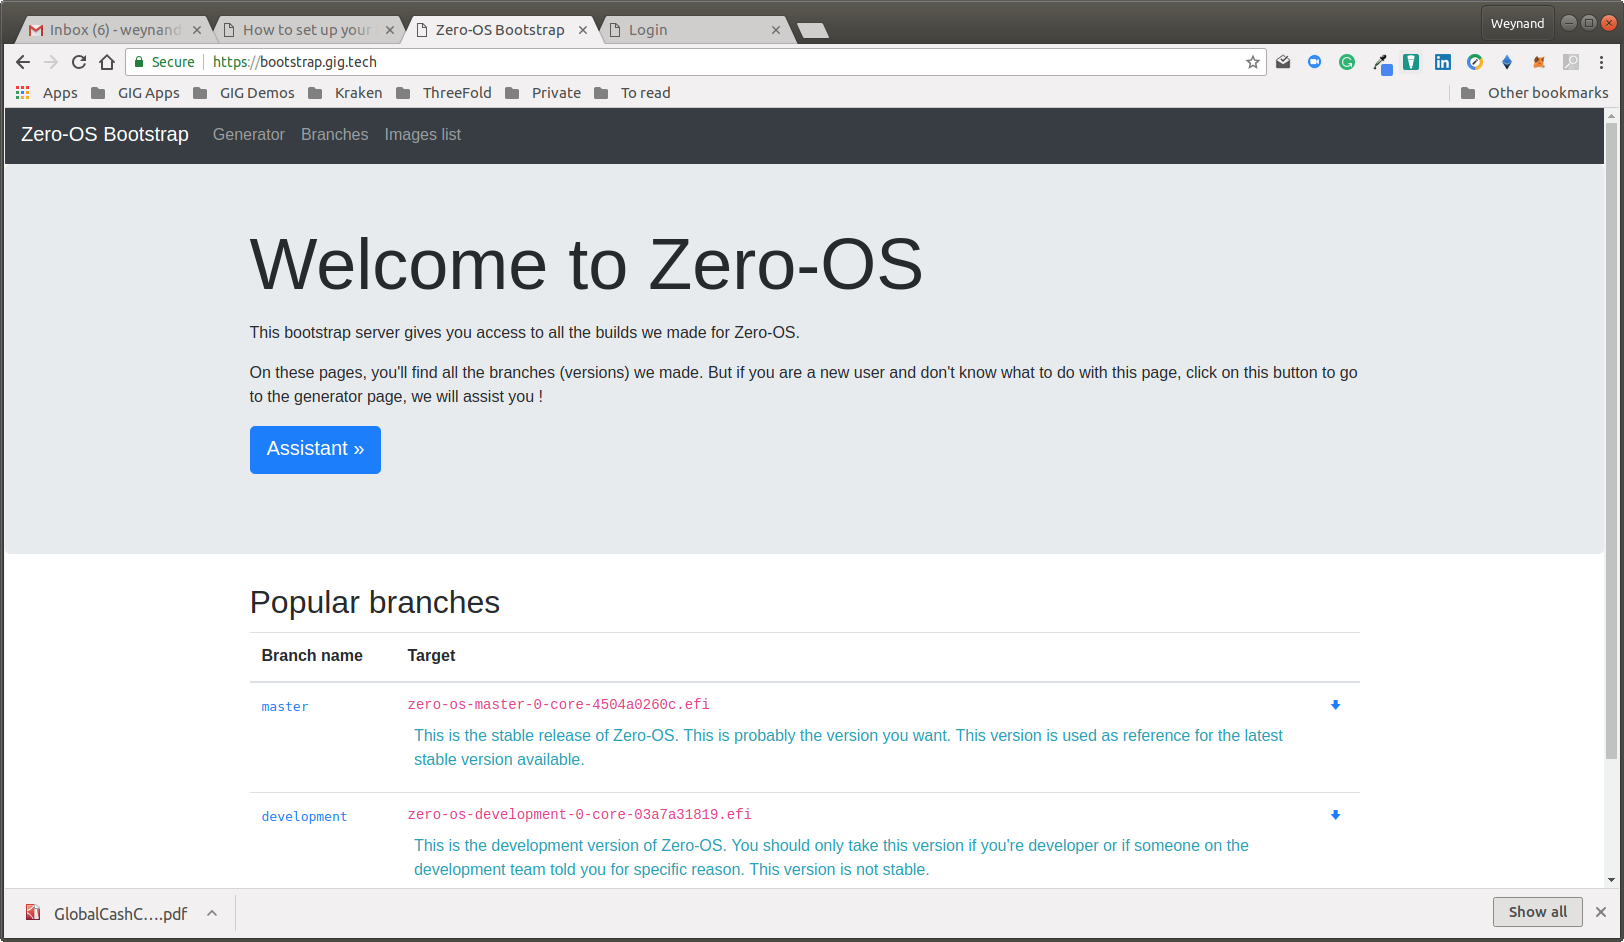 Inbox (6) - weynand
How to set up your
Zero-OS Bootstrap
Login
Weynand
Secure
https://bootstrap.gig.tech
Apps
GIG Apps
GIG Demos
Kraken
ThreeFold
Private
To read
Other bookmarks
Zero-OS Bootstrap
Generator
Branches
Images list
Welcome to Zero-OS
This bootstrap server gives you access to all the builds we made for Zero-OS.
On these pages, you'll find all the branches (versions) we made. But if you are a new user and don't know what to do with this page, click on this button to go
to the generator page, we will assist you !
Assistant »
Popular branches
Branch name Target
master zero-os-master-0-core-4504a0260c.efi
This is the stable release of Zero-OS. This is probably the version you want. This version is used as reference for the latest
stable version available.
development zero-os-development-0-core-03a7a31819.efi
This is the development version of Zero-OS. You should only take this version if you're developer or if someone on the
development team told you for specific reason. This version is not stable.
GlobalCashC....pdf
Show all